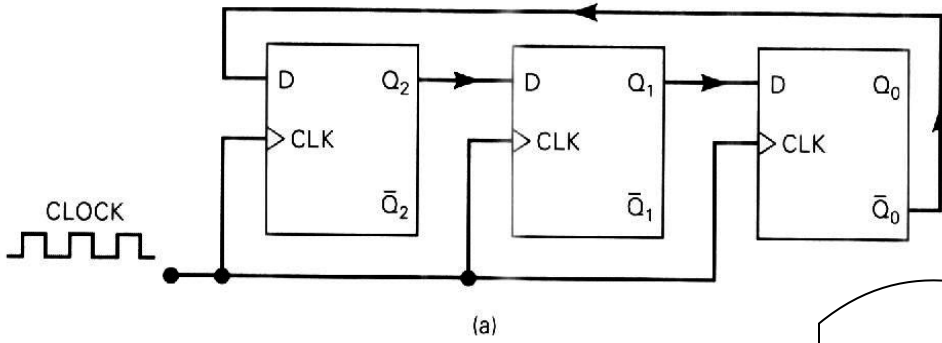 D Q₂ D Q₁ D Q₀
CLK CLK CLK
Q̄₂ Q̄₁ Q̄₀
CLOCK
(a)